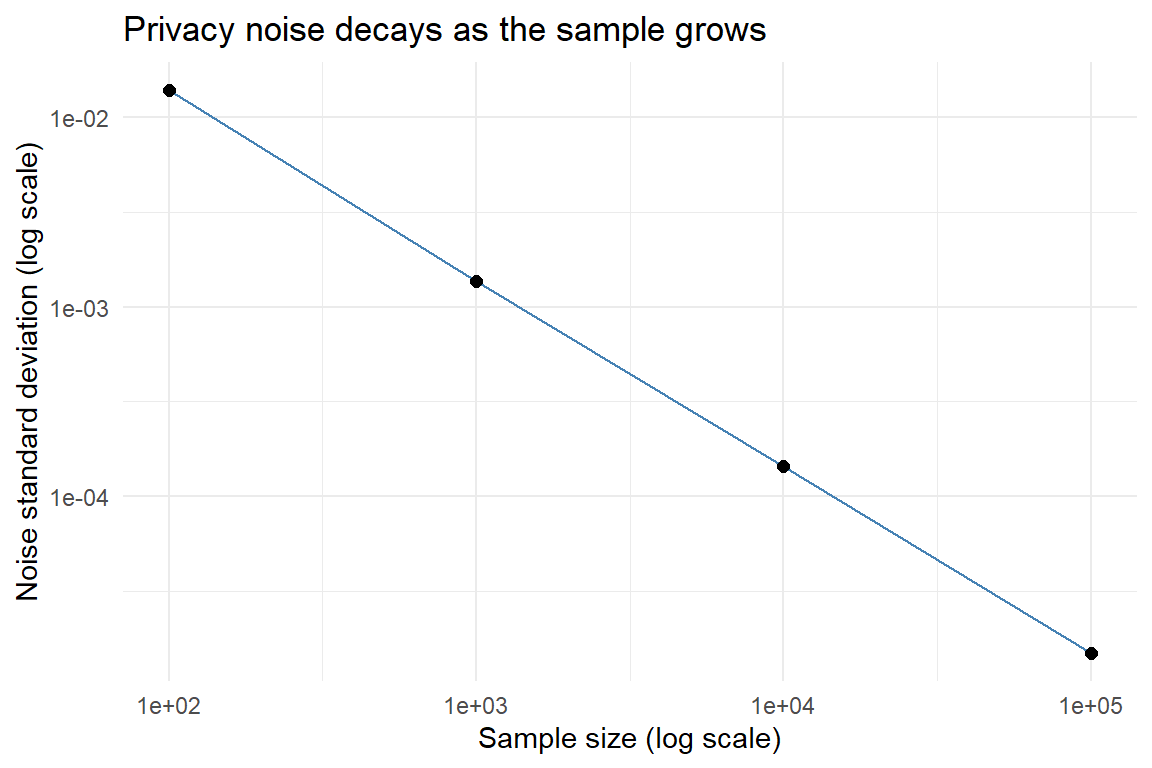 Privacy noise decays as the sample grows
Noise standard deviation (log scale)
1e-02
1e-03
1e-04
1e+02
1e+03
1e+04
1e+05
Sample size (log scale)